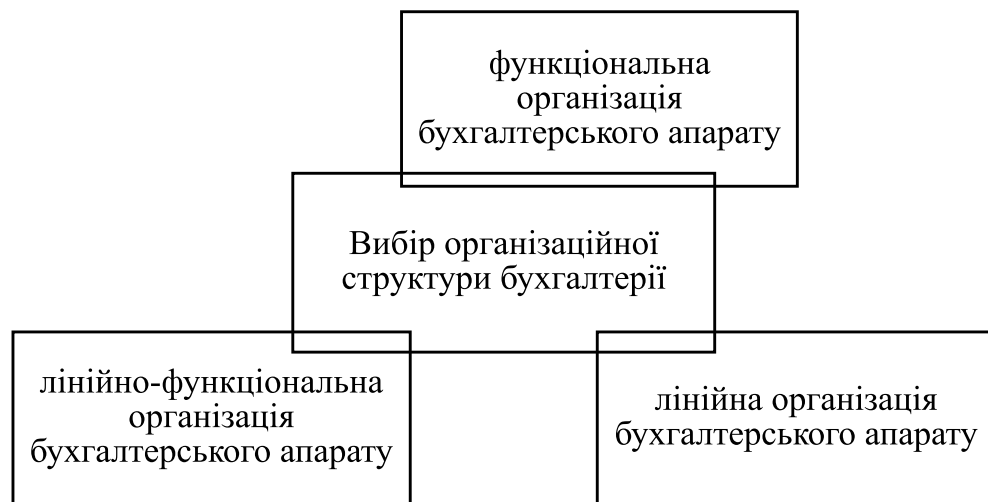 функціональна
організація
бухгалтерського апарату
Вибір організаційної
структури бухгалтерії
лінійно-функціональна
організація
бухгалтерського апарату
лінійна організація
бухгалтерського апарату